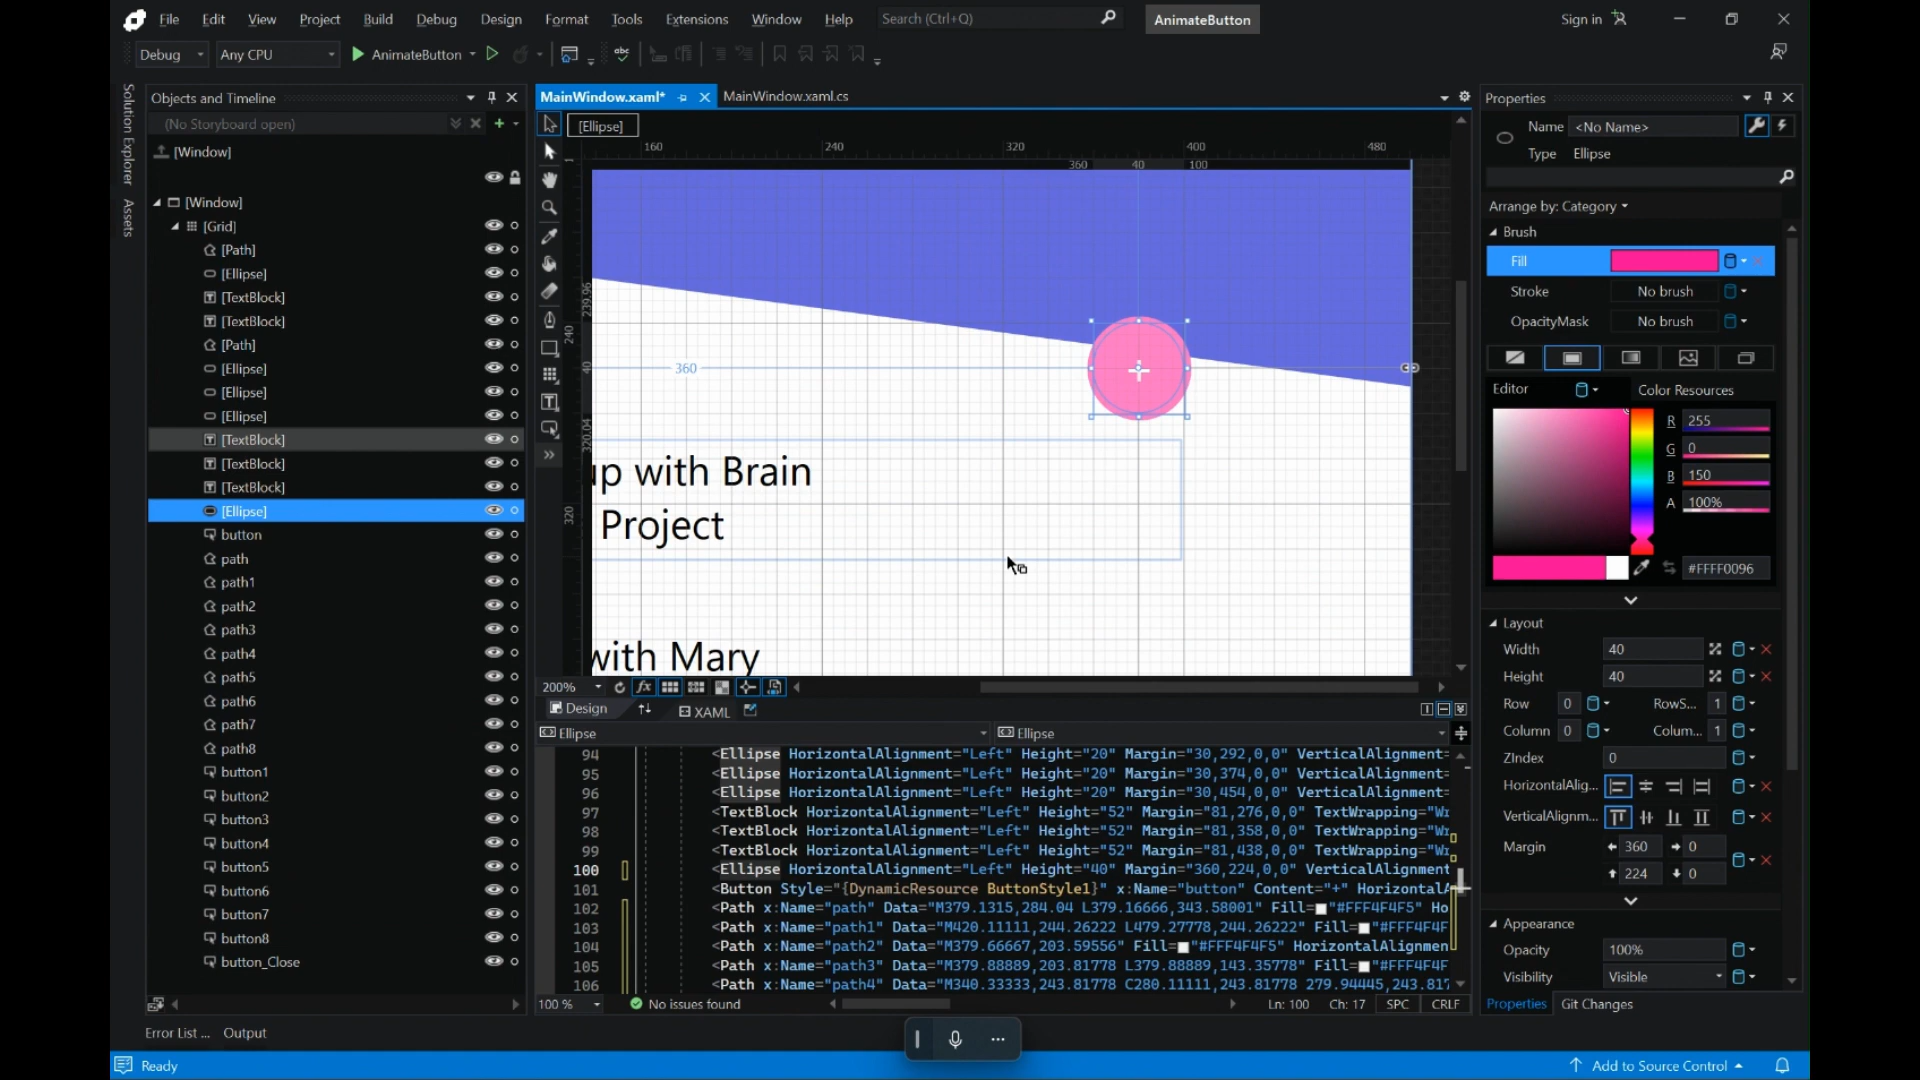 File Edit View Project Build Debug Design Format Tools Extensions Window Help Search (Ctrl+Q) AnimateButton Sign in
Debug Any CPU AnimateButton
Solution Explorer
Assets
Objects and Timeline
(No Storyboard open)
[Window]
[Window]
[Grid]
[Path]
[Ellipse]
[TextBlock]
[TextBlock]
[Path]
[Ellipse]
[Ellipse]
[Ellipse]
[TextBlock]
[TextBlock]
[TextBlock]
[Ellipse]
button
path
path1
path2
path3
path4
path5
path6
path7
path8
button1
button2
button3
button4
button5
button6
button7
button8
button_Close
MainWindow.xaml* MainWindow.xaml.cs
[Ellipse]
160 240 320 400 480
360 40 100
239.96
240
40
320.04
320
360
up with Brain
Project
with Mary
200%
Design XAML
Ellipse Ellipse
94 <Ellipse HorizontalAlignment="Left" Height="20" Margin="30,292,0,0" VerticalAlignment=
95 <Ellipse HorizontalAlignment="Left" Height="20" Margin="30,374,0,0" VerticalAlignment=
96 <Ellipse HorizontalAlignment="Left" Height="20" Margin="30,454,0,0" VerticalAlignment=
97 <TextBlock HorizontalAlignment="Left" Height="52" Margin="81,276,0,0" TextWrapping="Wr
98 <TextBlock HorizontalAlignment="Left" Height="52" Margin="81,358,0,0" TextWrapping="Wr
99 <TextBlock HorizontalAlignment="Left" Height="52" Margin="81,438,0,0" TextWrapping="Wr
100 <Ellipse HorizontalAlignment="Left" Height="40" Margin="360,224,0,0" VerticalAlignment
101 <Button Style="{DynamicResource ButtonStyle1}" x:Name="button" Content="+" HorizontalA
102 <Path x:Name="path" Data="M379.1315,284.04 L379.16666,343.58001" Fill="#FFF4F4F5" Ho
103 <Path x:Name="path1" Data="M420.11111,244.26222 L479.27778,244.26222" Fill="#FFF4F4F
104 <Path x:Name="path2" Data="M379.66667,203.59556" Fill="#FFF4F4F5" HorizontalAlignmen
105 <Path x:Name="path3" Data="M379.88889,203.81778 L379.88889,143.35778" Fill="#FFF4F4F
106 <Path x:Name="path4" Data="M340.33333,243.81778 C280.11111,243.81778 279.94445,243.817
100 % No issues found Ln: 100 Ch: 17 SPC CRLF
Properties
Name <No Name>
Type Ellipse
Arrange by: Category
Brush
Fill
Stroke No brush
OpacityMask No brush
Editor Color Resources
R 255
G 0
B 150
A 100%
#FFFF0096
Layout
Width 40
Height 40
Row 0 RowS... 1
Column 0 Colum... 1
ZIndex 0
HorizontalAlig...
VerticalAlignm...
Margin 360 0
224 0
Appearance
Opacity 100%
Visibility Visible
Properties Git Changes
Error List ... Output
Ready Add to Source Control